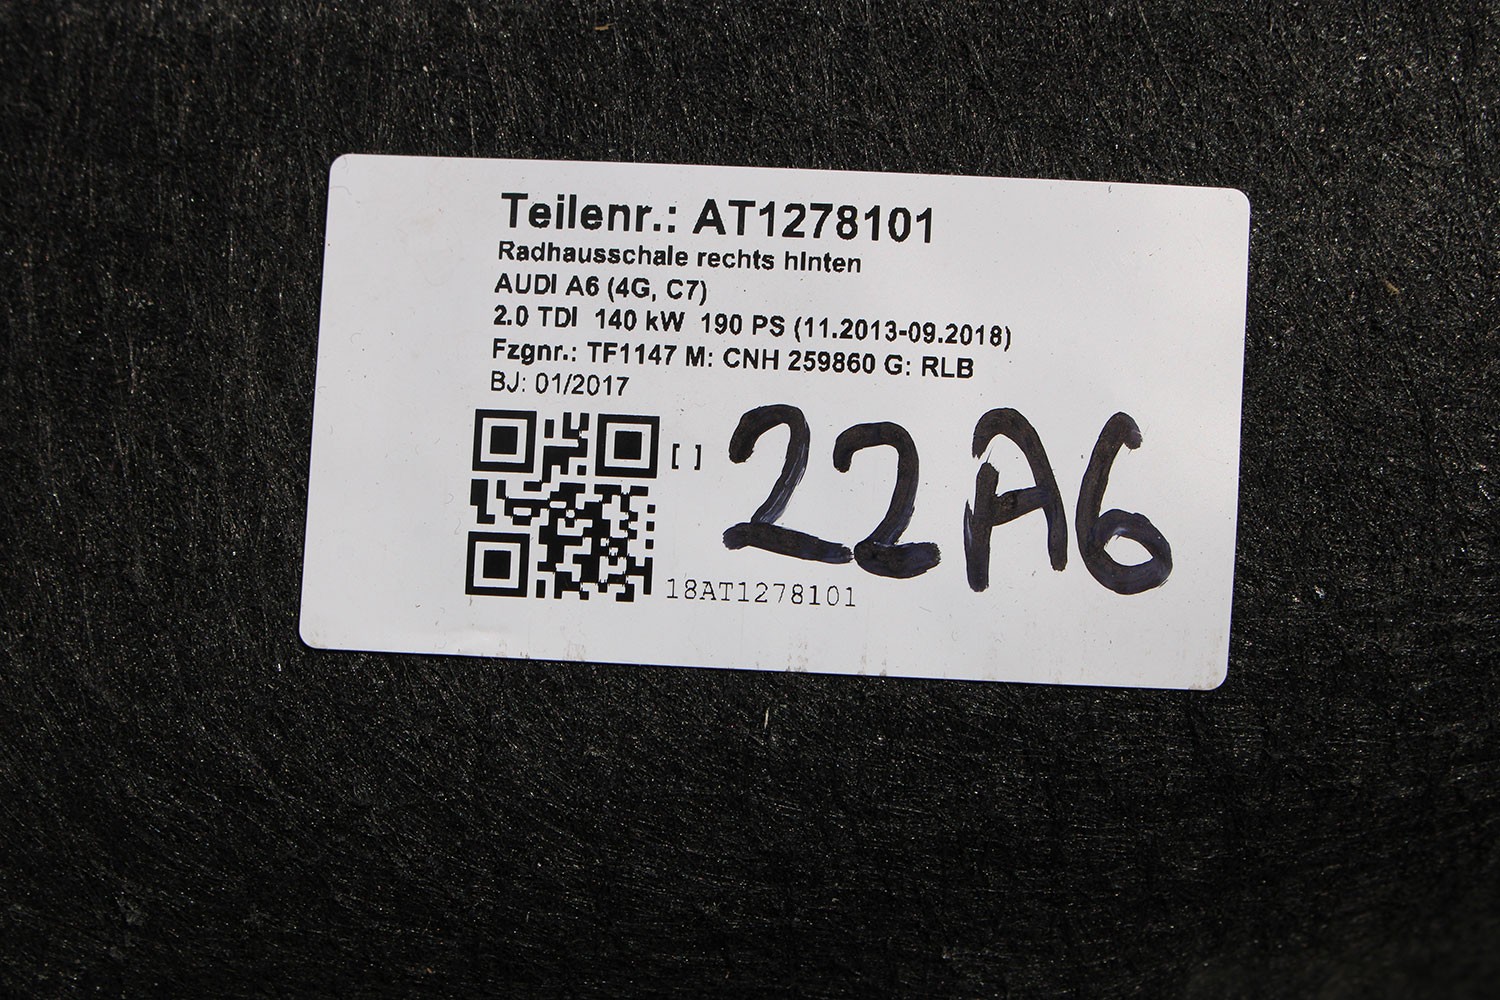 Teilenr.: AT1278101
Radhausschale rechts hinten
AUDI A6 (4G, C7)
2.0 TDI 140 kW 190 PS (11.2013-09.2018)
Fzgnr.: TF1147 M: CNH 259860 G: RLB
BJ: 01/2017
[ ] 22A6
18AT1278101